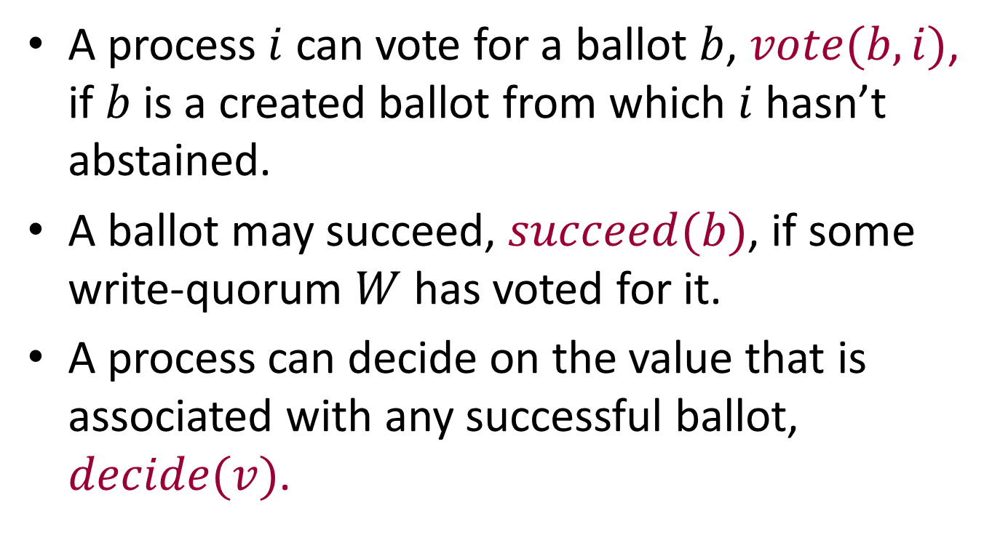 • A process i can vote for a ballot b, vote(b, i),
if b is a created ballot from which i hasn’t
abstained.
• A ballot may succeed, succeed(b), if some
write-quorum W has voted for it.
• A process can decide on the value that is
associated with any successful ballot,
decide(v).